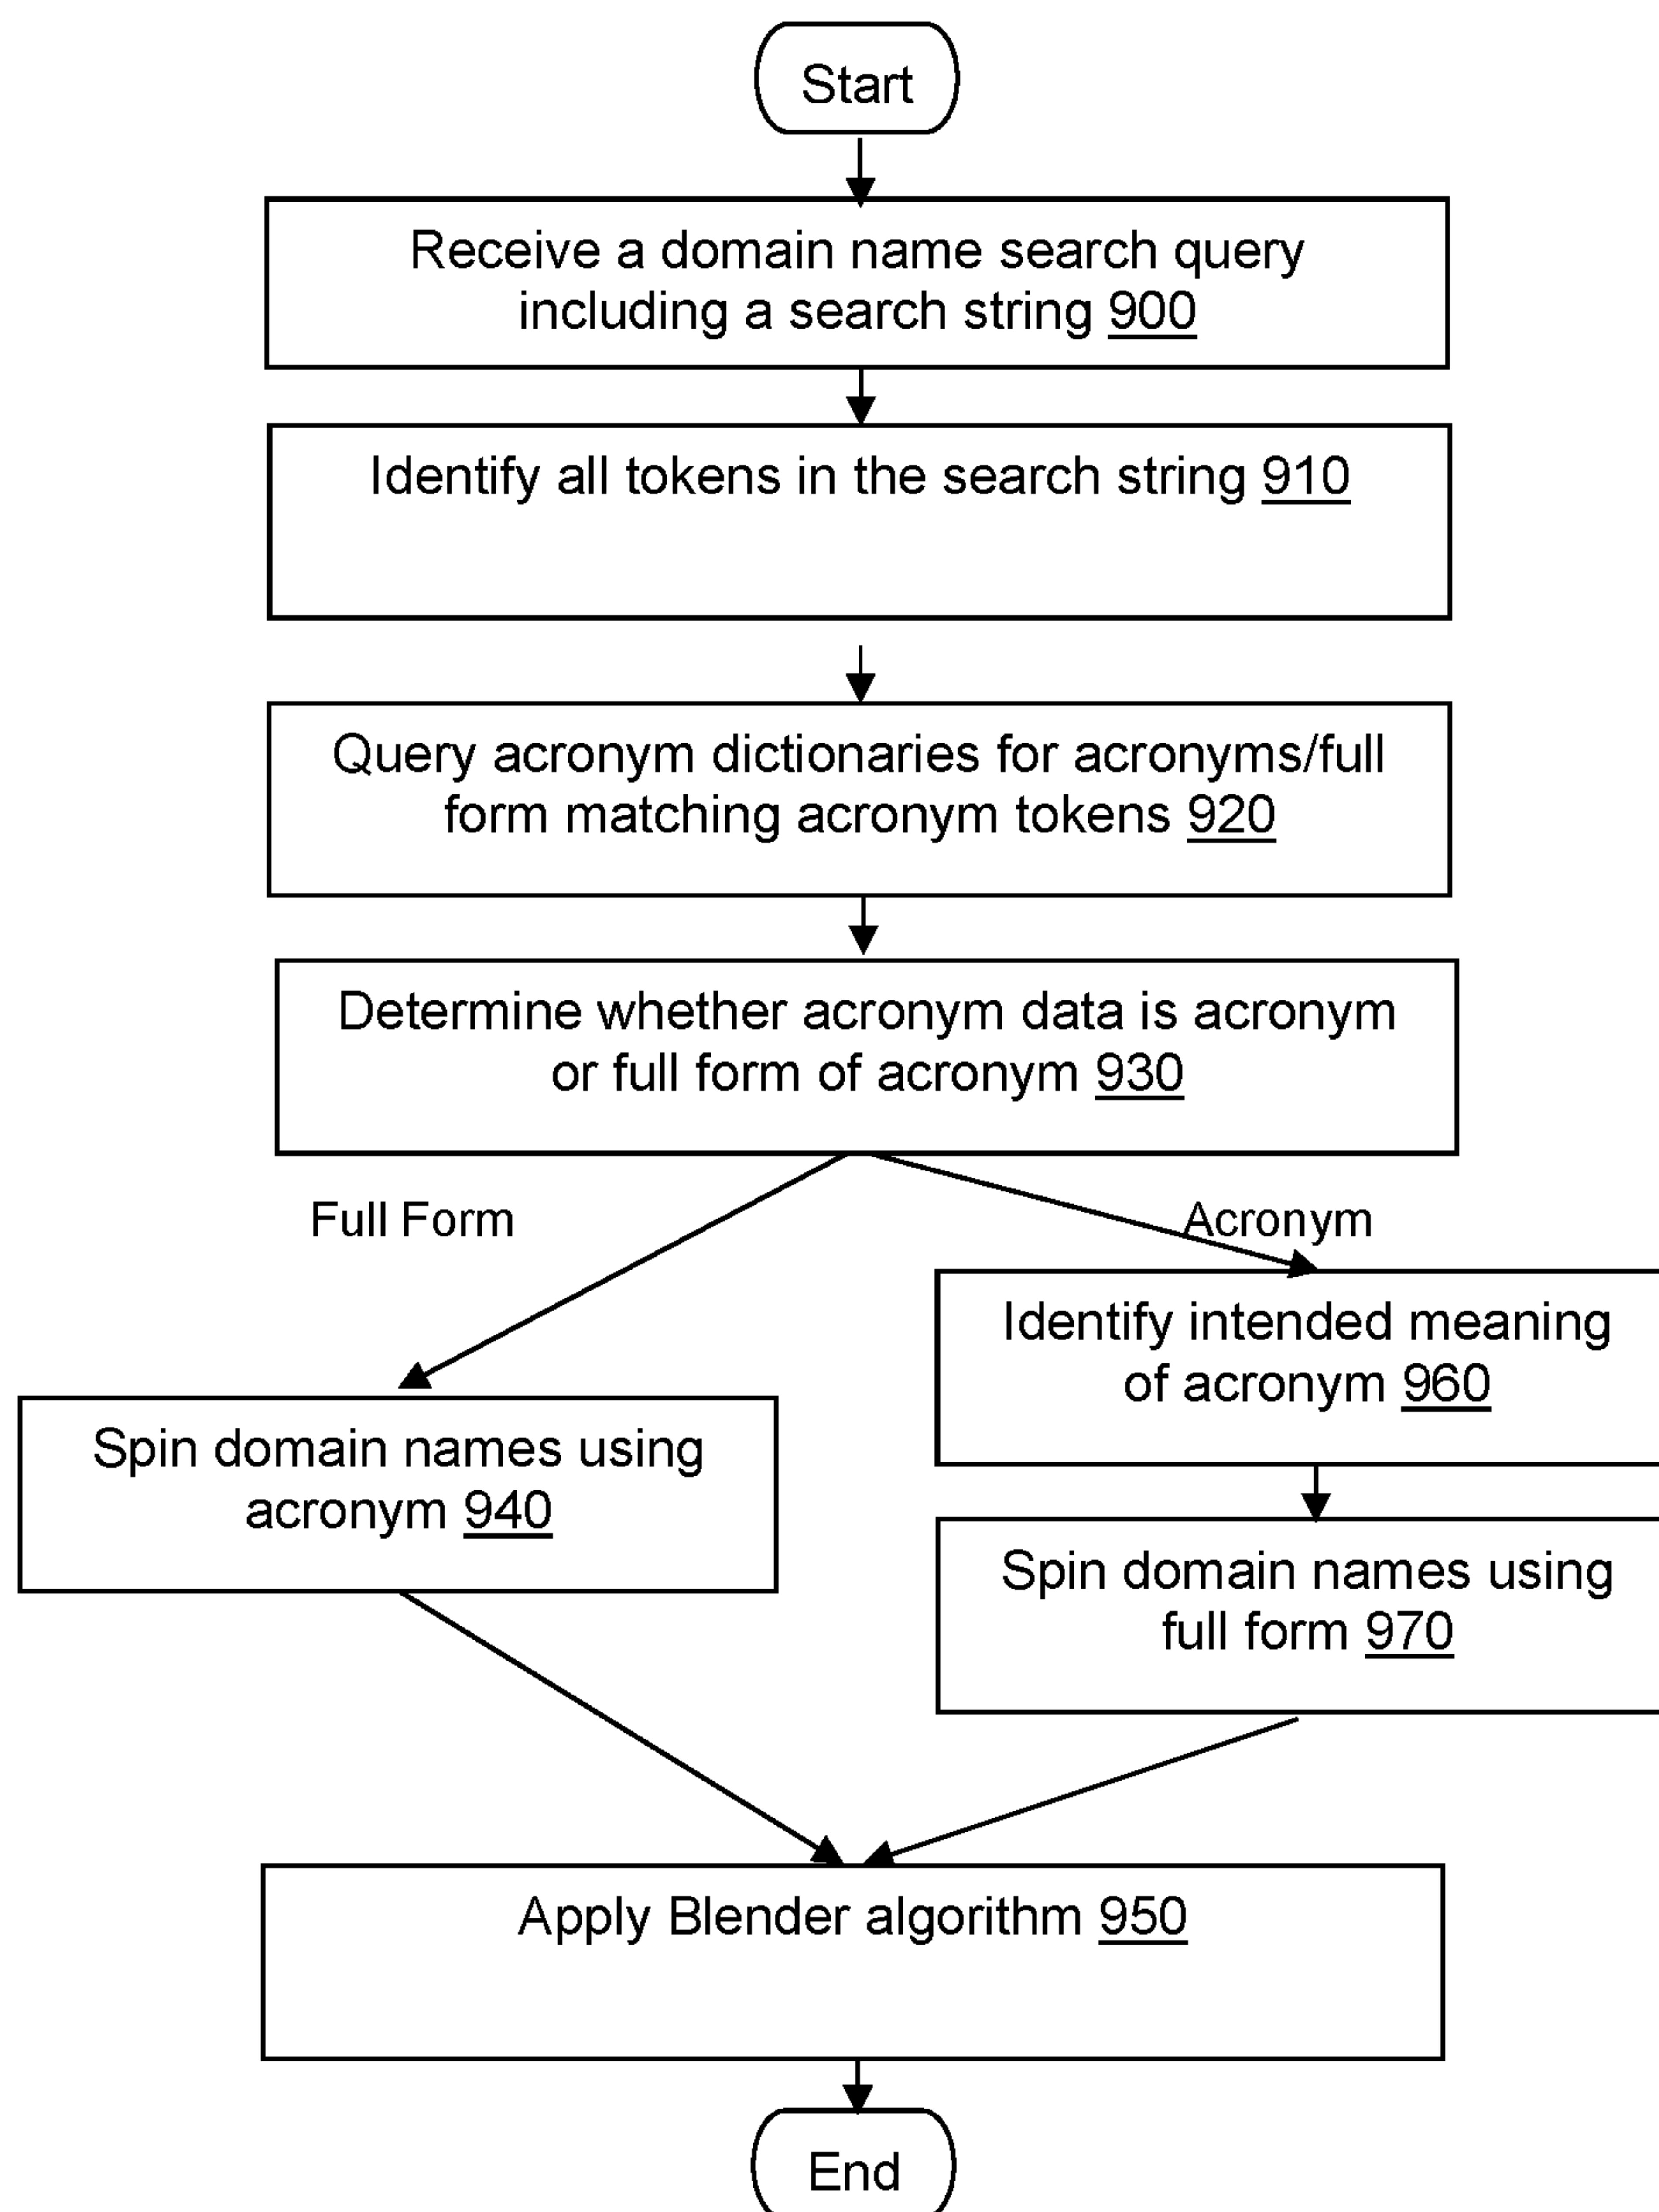 Start
Receive a domain name search query
including a search string 900
Identify all tokens in the search string 910
Query acronym dictionaries for acronyms/full
form matching acronym tokens 920
Determine whether acronym data is acronym
or full form of acronym 930
Full Form
Acronym
Identify intended meaning
of acronym 960
Spin domain names using
acronym 940
Spin domain names using
full form 970
Apply Blender algorithm 950
End